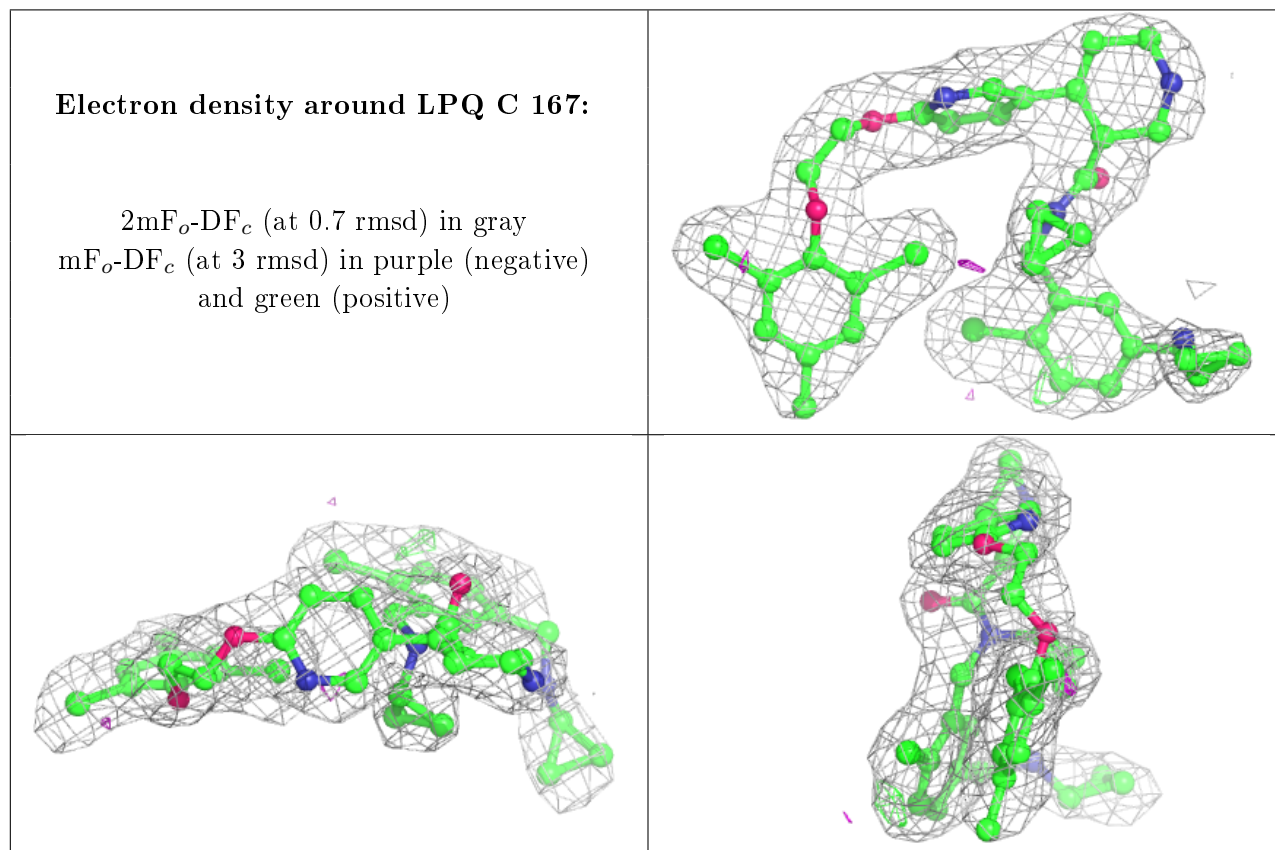 Electron density around LPQ C 167:
2mFₒ-DF𝒸 (at 0.7 rmsd) in gray
mFₒ-DF𝒸 (at 3 rmsd) in purple (negative)
and green (positive)